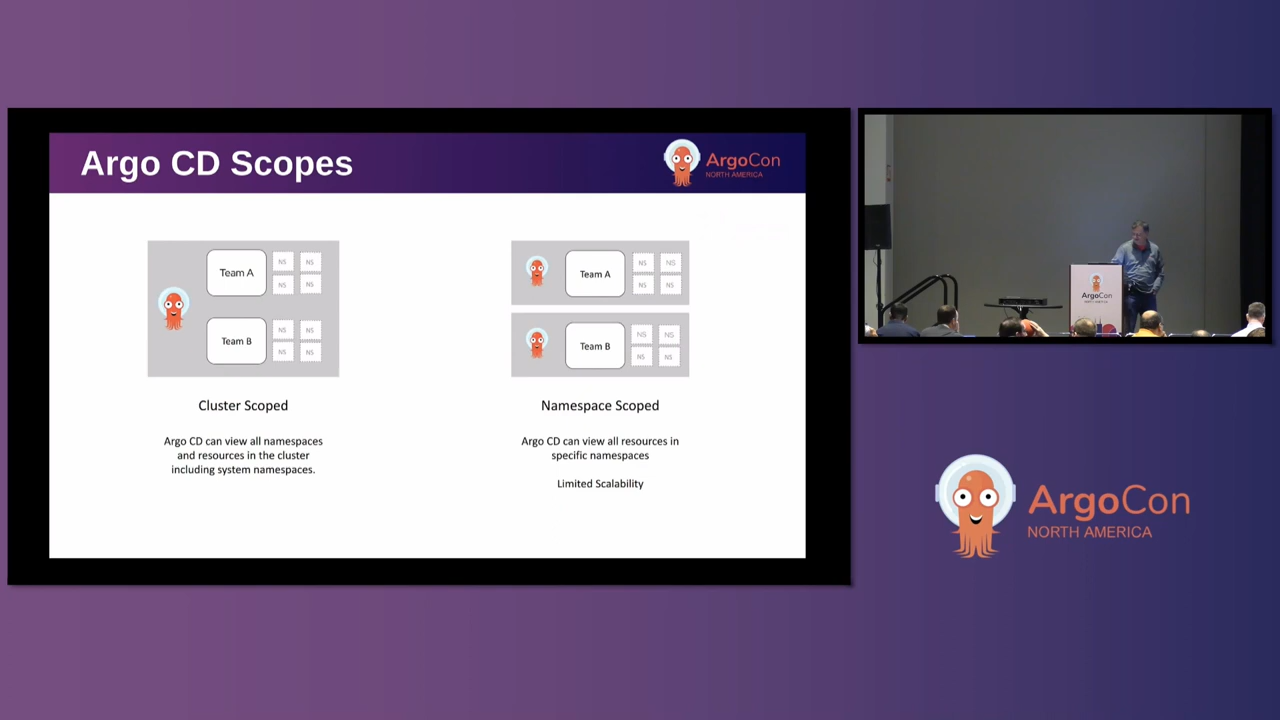 Argo CD Scopes
ArgoCon
NORTH AMERICA
Team A
NS
NS
NS
NS
Team B
NS
NS
NS
NS
Cluster Scoped
Argo CD can view all namespaces
and resources in the cluster
including system namespaces.
Team A
NS
NS
NS
NS
Team B
NS
NS
NS
NS
Namespace Scoped
Argo CD can view all resources in
specific namespaces
Limited Scalability
ArgoCon
NORTH AMERICA
ArgoCon
NORTH AMERICA